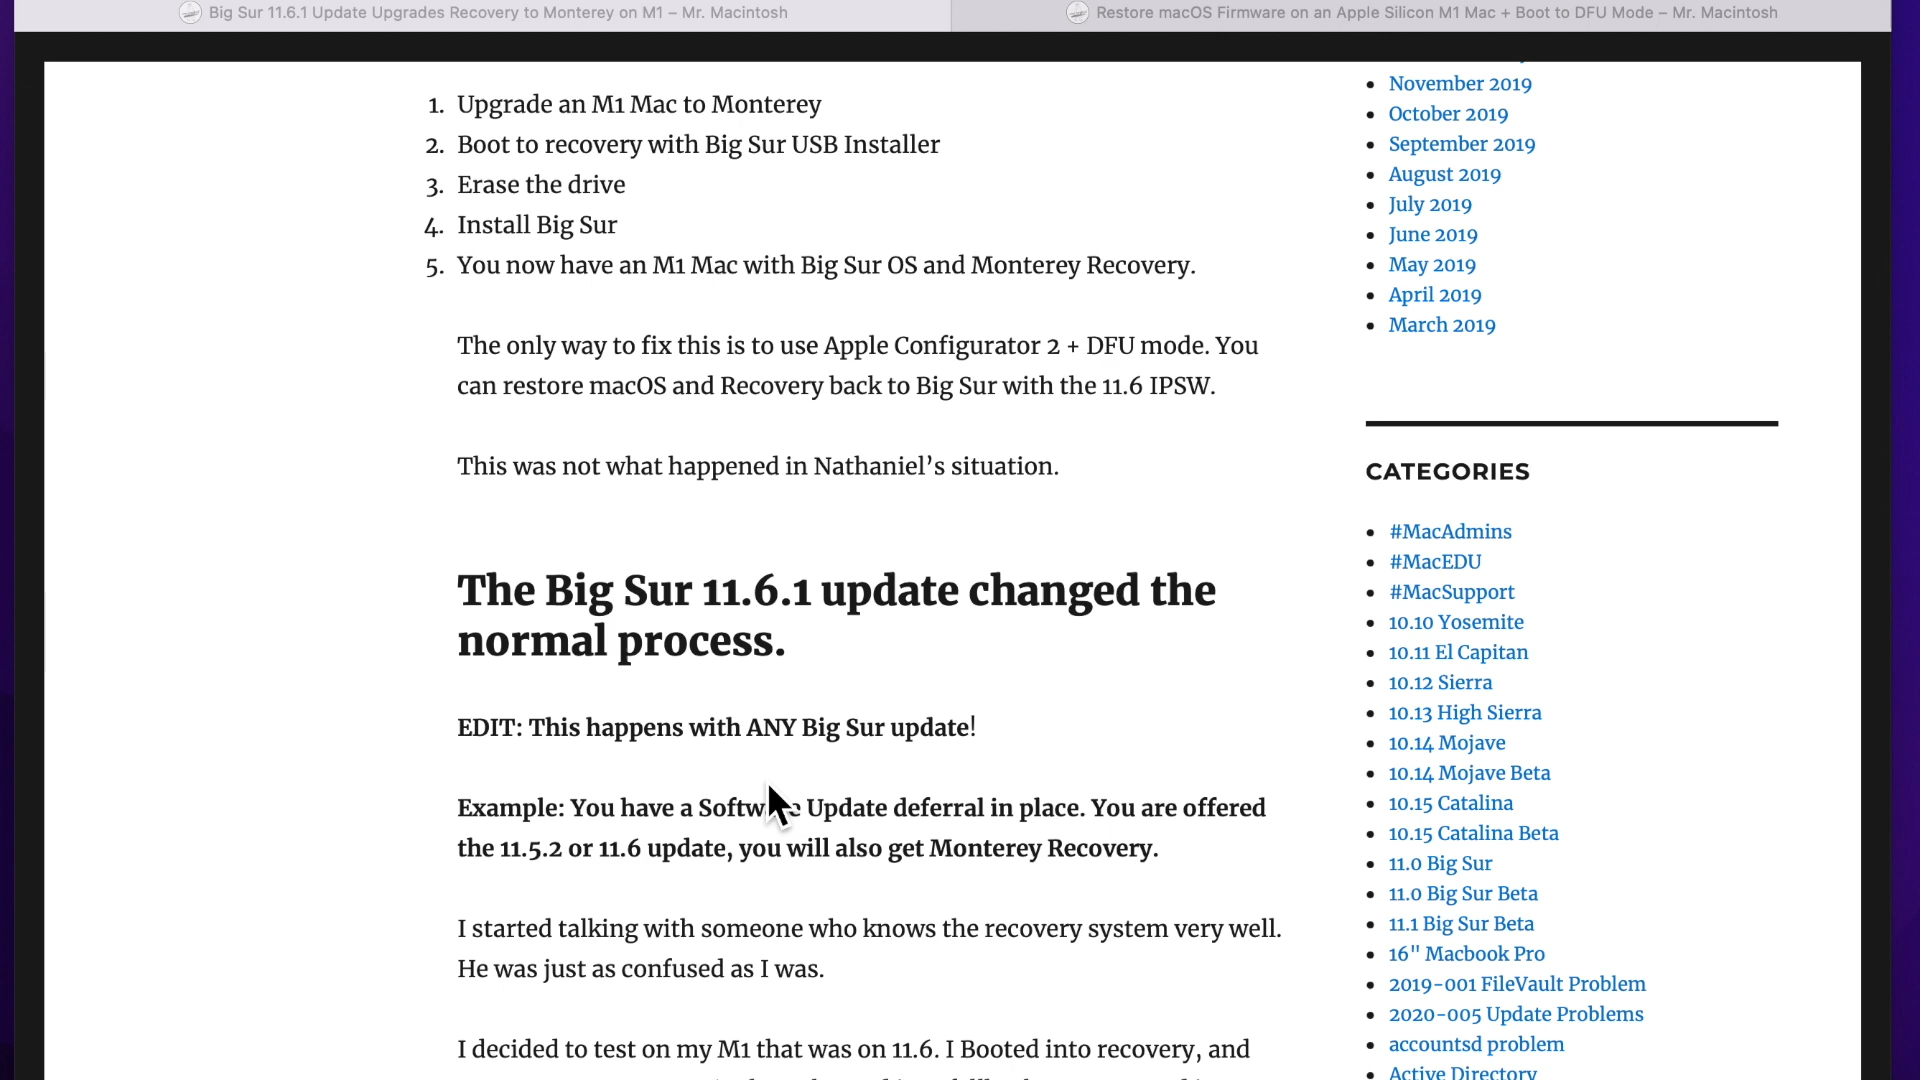 Big Sur 11.6.1 Update Upgrades Recovery to Monterey on M1 – Mr. Macintosh
Restore macOS Firmware on an Apple Silicon M1 Mac + Boot to DFU Mode – Mr. Macintosh
1. Upgrade an M1 Mac to Monterey
2. Boot to recovery with Big Sur USB Installer
3. Erase the drive
4. Install Big Sur
5. You now have an M1 Mac with Big Sur OS and Monterey Recovery.
The only way to fix this is to use Apple Configurator 2 + DFU mode. You
can restore macOS and Recovery back to Big Sur with the 11.6 IPSW.
This was not what happened in Nathaniel’s situation.
The Big Sur 11.6.1 update changed the
normal process.
EDIT: This happens with ANY Big Sur update!
Example: You have a Software Update deferral in place. You are offered
the 11.5.2 or 11.6 update, you will also get Monterey Recovery.
I started talking with someone who knows the recovery system very well.
He was just as confused as I was.
I decided to test on my M1 that was on 11.6. I Booted into recovery, and
November 2019
October 2019
September 2019
August 2019
July 2019
June 2019
May 2019
April 2019
March 2019
CATEGORIES
#MacAdmins
#MacEDU
#MacSupport
10.10 Yosemite
10.11 El Capitan
10.12 Sierra
10.13 High Sierra
10.14 Mojave
10.14 Mojave Beta
10.15 Catalina
10.15 Catalina Beta
11.0 Big Sur
11.0 Big Sur Beta
11.1 Big Sur Beta
16" Macbook Pro
2019-001 FileVault Problem
2020-005 Update Problems
accountsd problem
Active Directory